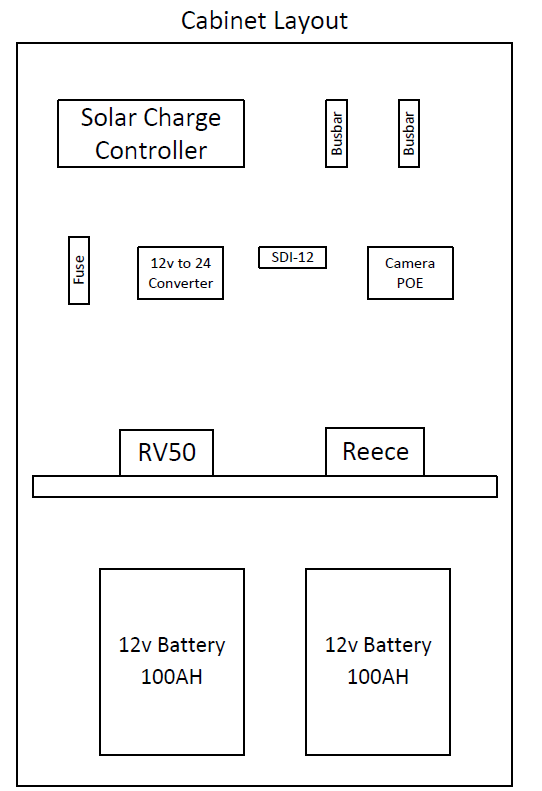 Cabinet Layout
Solar Charge
Controller
Busbar
Busbar
Fuse
12v to 24
Converter
SDI-12
Camera
POE
RV50
Reece
12v Battery
100AH
12v Battery
100AH